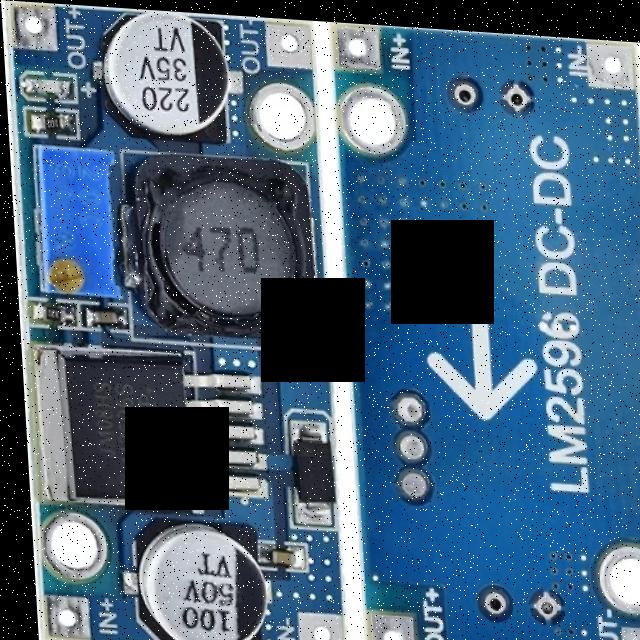 OUT+
OUT-
IN+
IN-
220
35V
VT
470
LM2596 DC-DC
100
50V
VT
IN+
OUT+